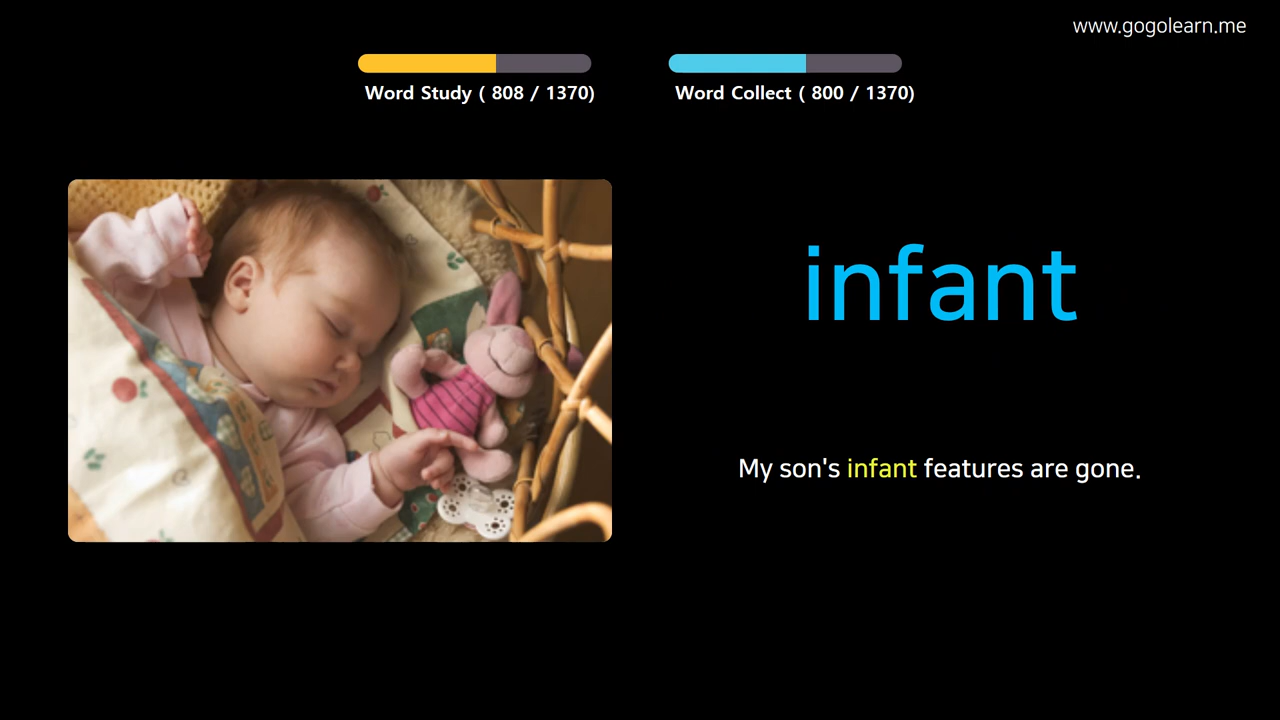 www.gogolearn.me
Word Study ( 808 / 1370)
Word Collect ( 800 / 1370)
infant
My son's infant features are gone.